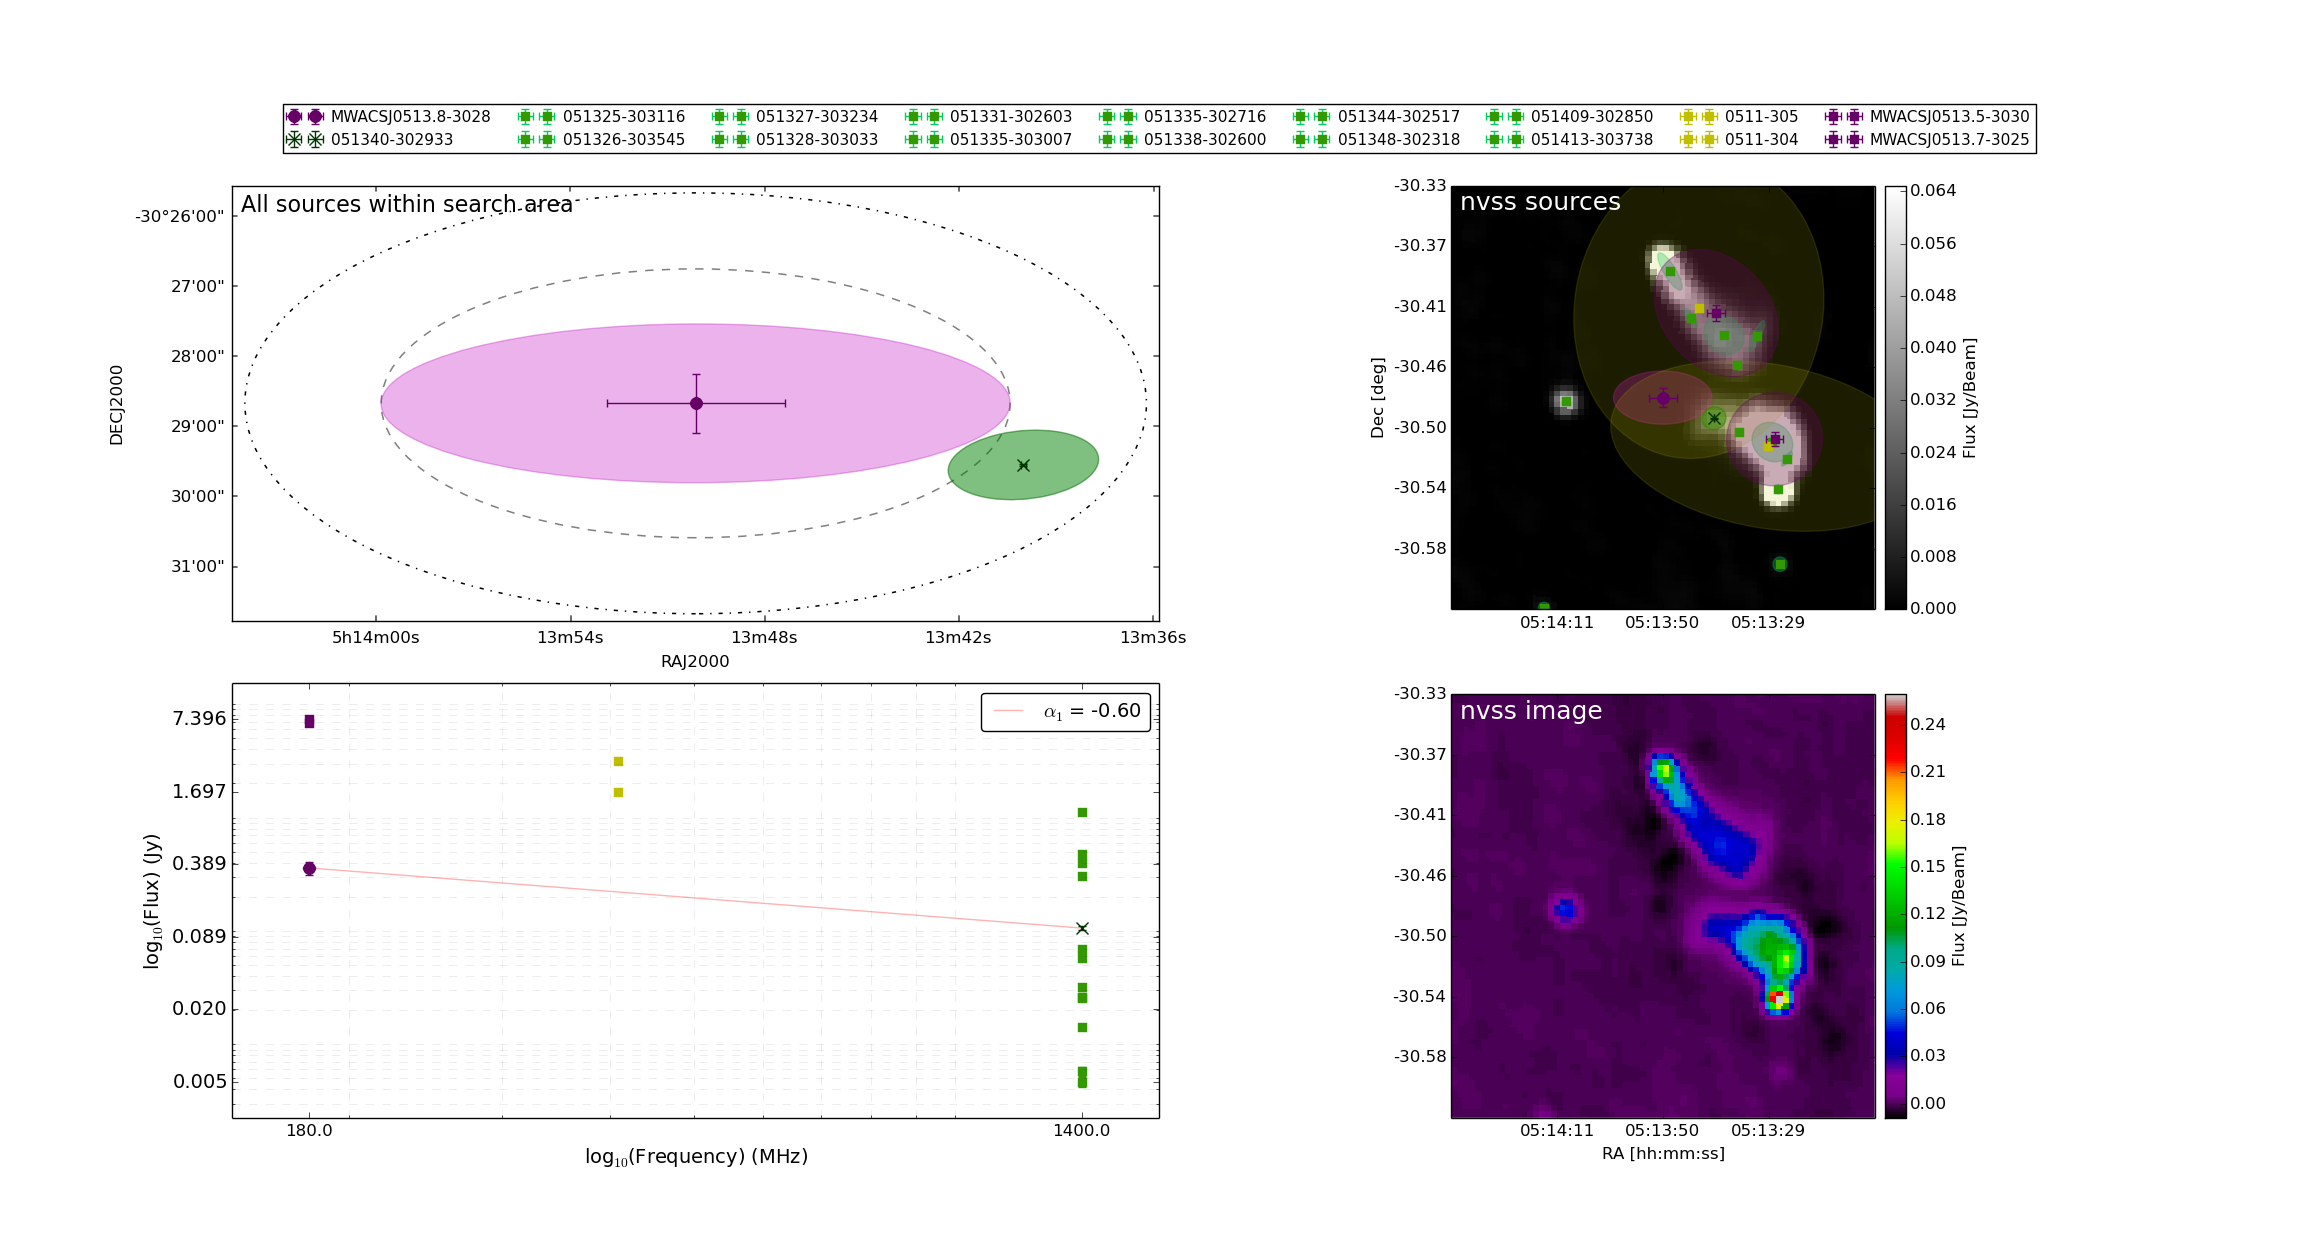 MWACSJ0513.8-3028 051325-303116 051327-303234 051331-302603 051335-302716 051344-302517 051409-302850 0511-305 MWACSJ0513.5-3030
051340-302933 051326-303545 051328-303033 051335-303007 051338-302600 051348-302318 051413-303738 0511-304 MWACSJ0513.7-3025
All sources within search area
-30°26'00"
27'00"
28'00"
29'00"
30'00"
31'00"
DECJ2000
5h14m00s 13m54s 13m48s 13m42s 13m36s
RAJ2000
nvss sources
-30.33
-30.37
-30.41
-30.46
-30.50
-30.54
-30.58
Dec [deg]
05:14:11 05:13:50 05:13:29
0.064
0.056
0.048
0.040
0.032
0.024
0.016
0.008
0.000
Flux [Jy/Beam]
α₁ = -0.60
7.396
1.697
0.389
0.089
0.020
0.005
log₁₀(Flux) (Jy)
180.0 1400.0
log₁₀(Frequency) (MHz)
nvss image
-30.33
-30.37
-30.41
-30.46
-30.50
-30.54
-30.58
05:14:11 05:13:50 05:13:29
RA [hh:mm:ss]
0.24
0.21
0.18
0.15
0.12
0.09
0.06
0.03
0.00
Flux [Jy/Beam]